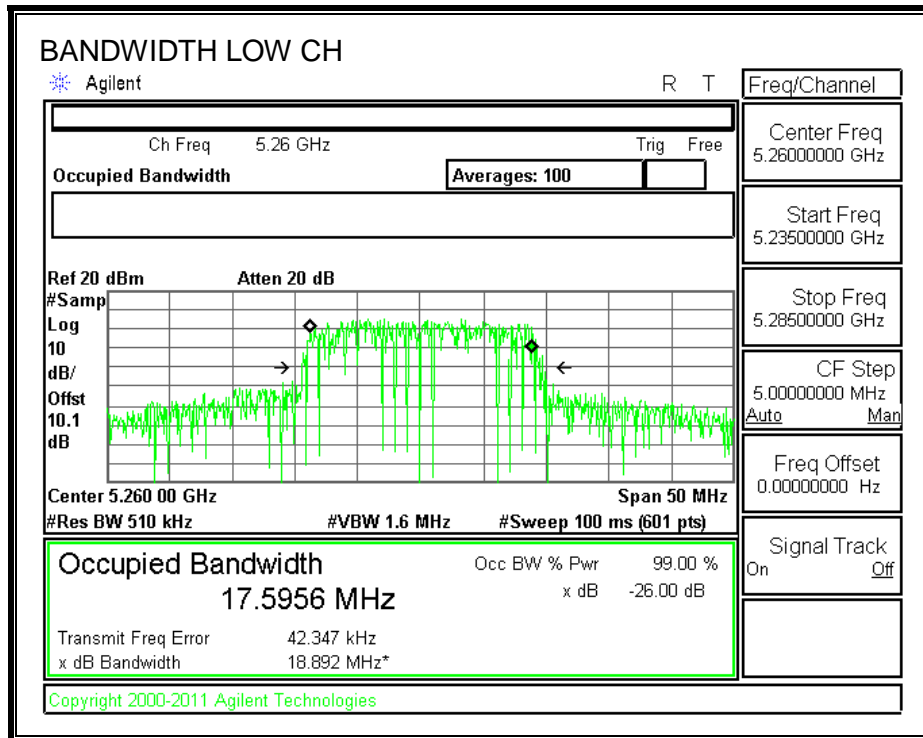 BANDWIDTH LOW CH
Agilent R T
Ch Freq 5.26 GHz Trig Free
Occupied Bandwidth Averages: 100
Ref 20 dBm Atten 20 dB
#Samp
Log
10
dB/
Offst
10.1
dB
Center 5.260 00 GHz Span 50 MHz
#Res BW 510 kHz #VBW 1.6 MHz #Sweep 100 ms (601 pts)
Occupied Bandwidth Occ BW % Pwr 99.00 %
17.5956 MHz x dB -26.00 dB
Transmit Freq Error 42.347 kHz
x dB Bandwidth 18.892 MHz*
Copyright 2000-2011 Agilent Technologies
Freq/Channel
Center Freq
5.26000000 GHz
Start Freq
5.23500000 GHz
Stop Freq
5.28500000 GHz
CF Step
5.00000000 MHz
Auto Man
Freq Offset
0.00000000 Hz
Signal Track
On Off